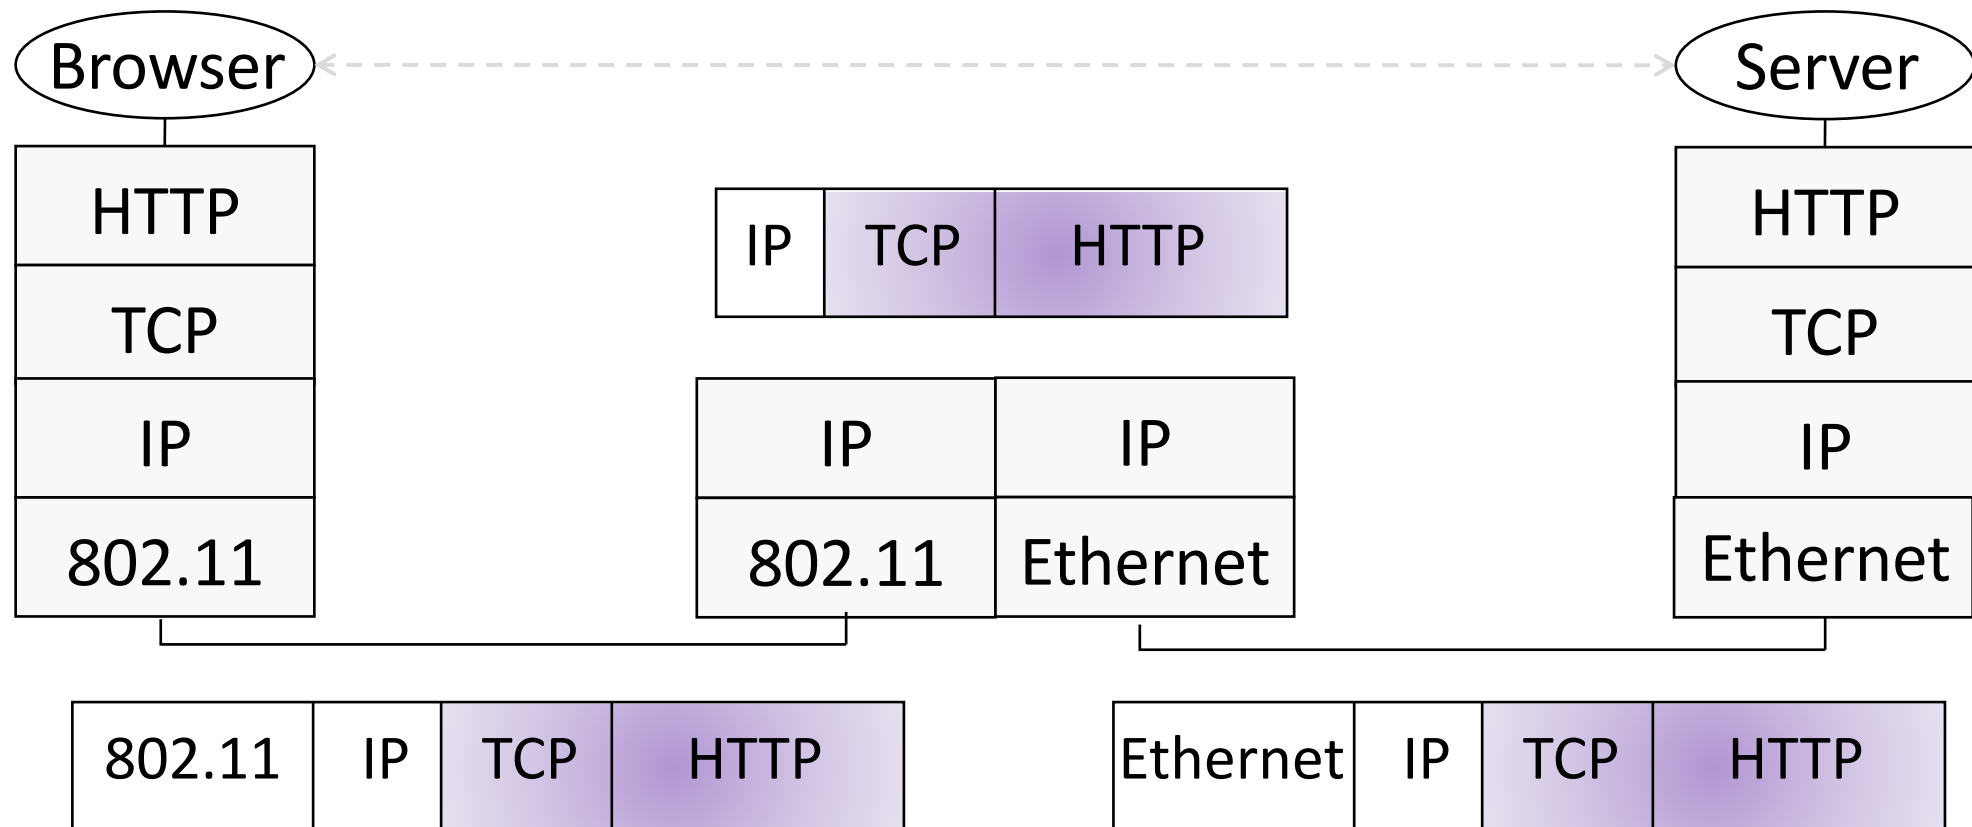 Browser
Server
HTTP
TCP
IP
802.11
IP TCP HTTP
IP IP
802.11 Ethernet
HTTP
TCP
IP
Ethernet
802.11 IP TCP HTTP
Ethernet IP TCP HTTP